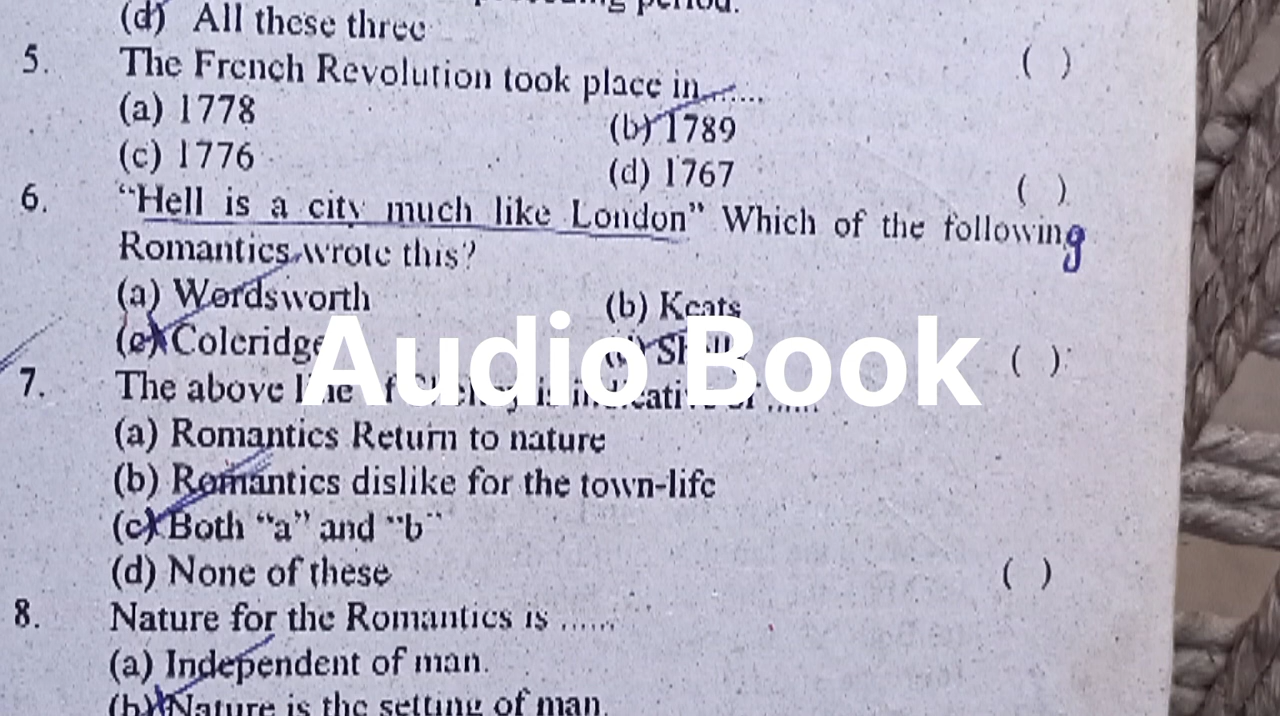 (d) All these three
5. The French Revolution took place in.......
( )
(a) 1778
(b) 1789
(c) 1776
(d) 1767
6. “Hell is a city much like London” Which of the following
( )
Romantics wrote this?
(a) Wordsworth
(b) Keats
(c) Coleridge
(d)
Audio Book
7. The above
( )
(a) Romantics Return to nature
(b) Romantics dislike for the town-life
(c) Both “a” and “b”
(d) None of these
( )
8. Nature for the Romantics is ......
(a) Independent of man.
(b) Nature is the setting of man.